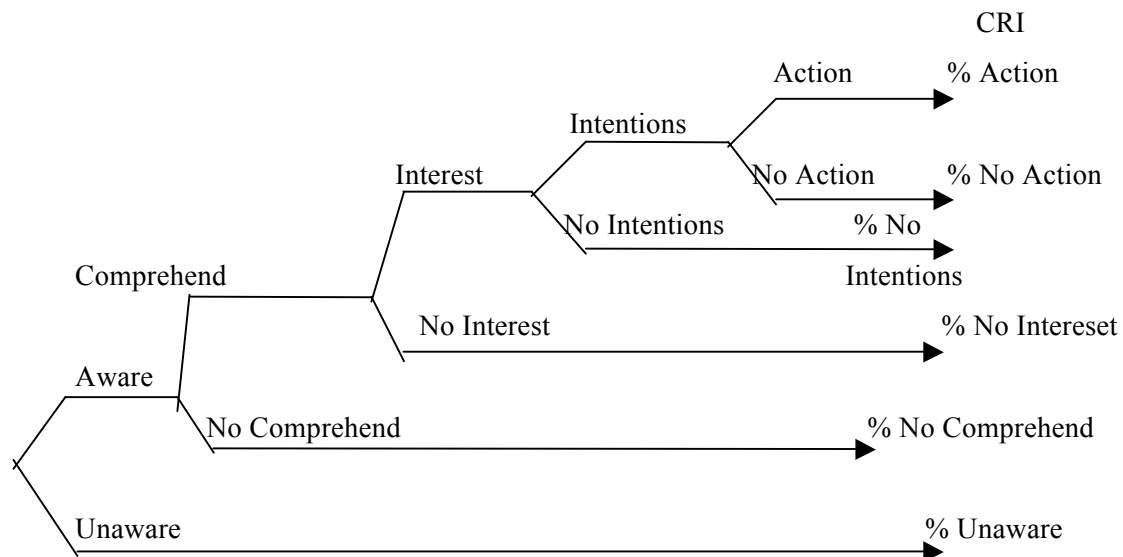 CRI
Action % Action
Intentions
Interest No Action % No Action
No Intentions % No
Comprehend Intentions
No Interest % No Intereset
Aware
No Comprehend % No Comprehend
Unaware % Unaware